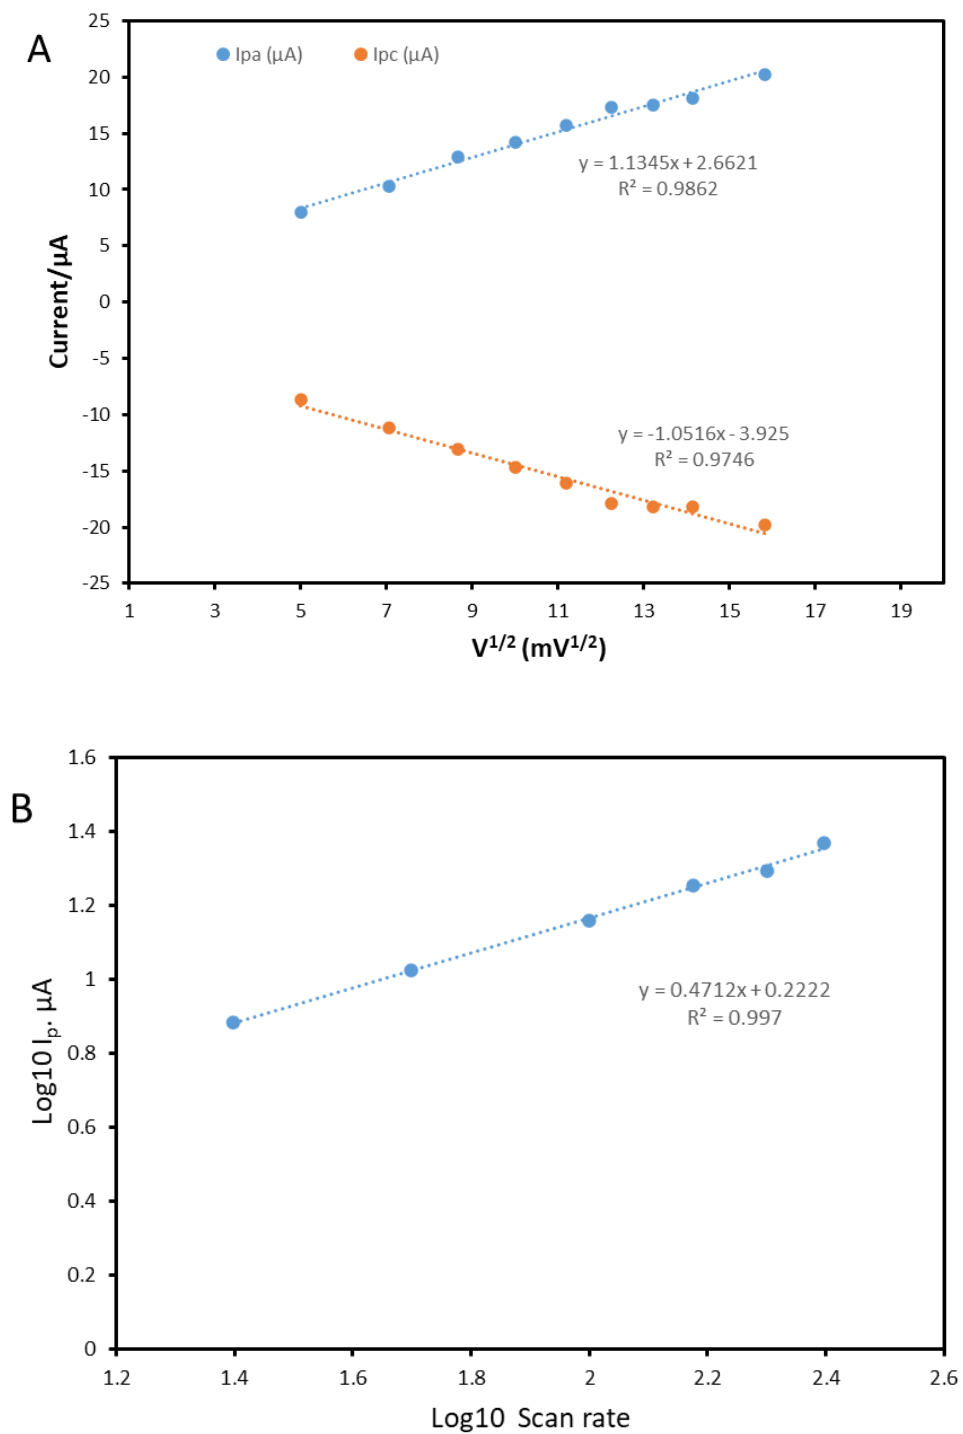 A
Ipa (µA) Ipc (µA)
25
20
15
10
5
0
-5
-10
-15
-20
-25
Current/µA
y = 1.1345x + 2.6621
R² = 0.9862
y = -1.0516x - 3.925
R² = 0.9746
1 3 5 7 9 11 13 15 17 19
V¹/² (mV¹/²)
B
1.6
1.4
1.2
1
0.8
0.6
0.4
0.2
0
Log10 Iₚ. µA
y = 0.4712x + 0.2222
R² = 0.997
1.2 1.4 1.6 1.8 2 2.2 2.4 2.6
Log10 Scan rate